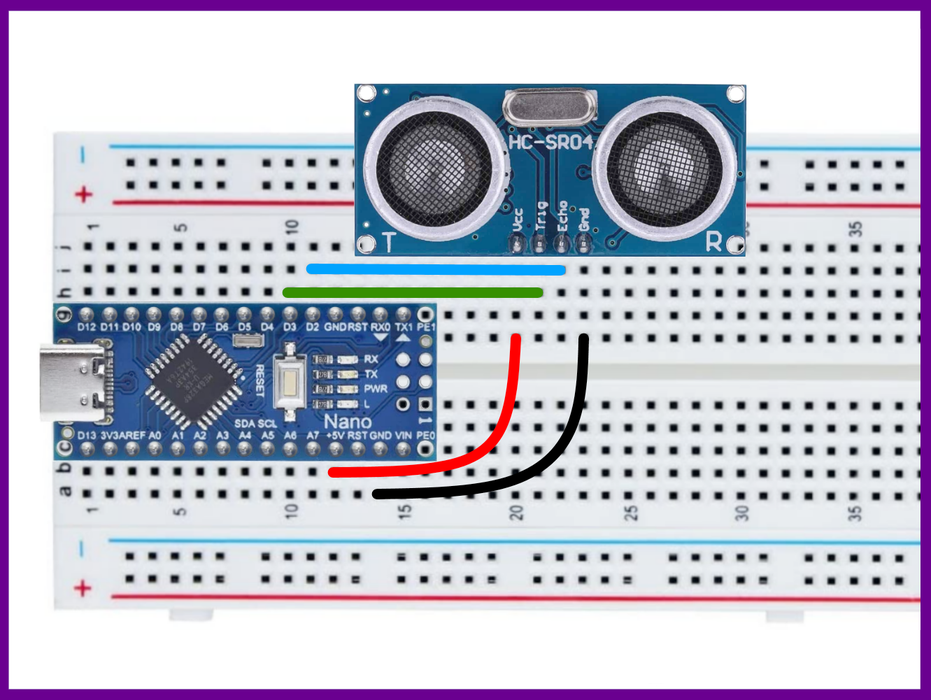 HC-SR04
Vcc Trig Echo Gnd
T R
− −
+ +
1 5 10 35
j j
i i
h h
g
D12 D11 D10 D9 D8 D7 D6 D5 D4 D3 D2 GND RST RX0 TX1 PE1
RESET
RX
TX
PWR
L
1
Nano
SDA SCL
D13 3V3 AREF A0 A1 A2 A3 A4 A5 A6 A7 +5V RST GND VIN PE0
c
b
a
1 5 10 15 20 25 30 35
−
+